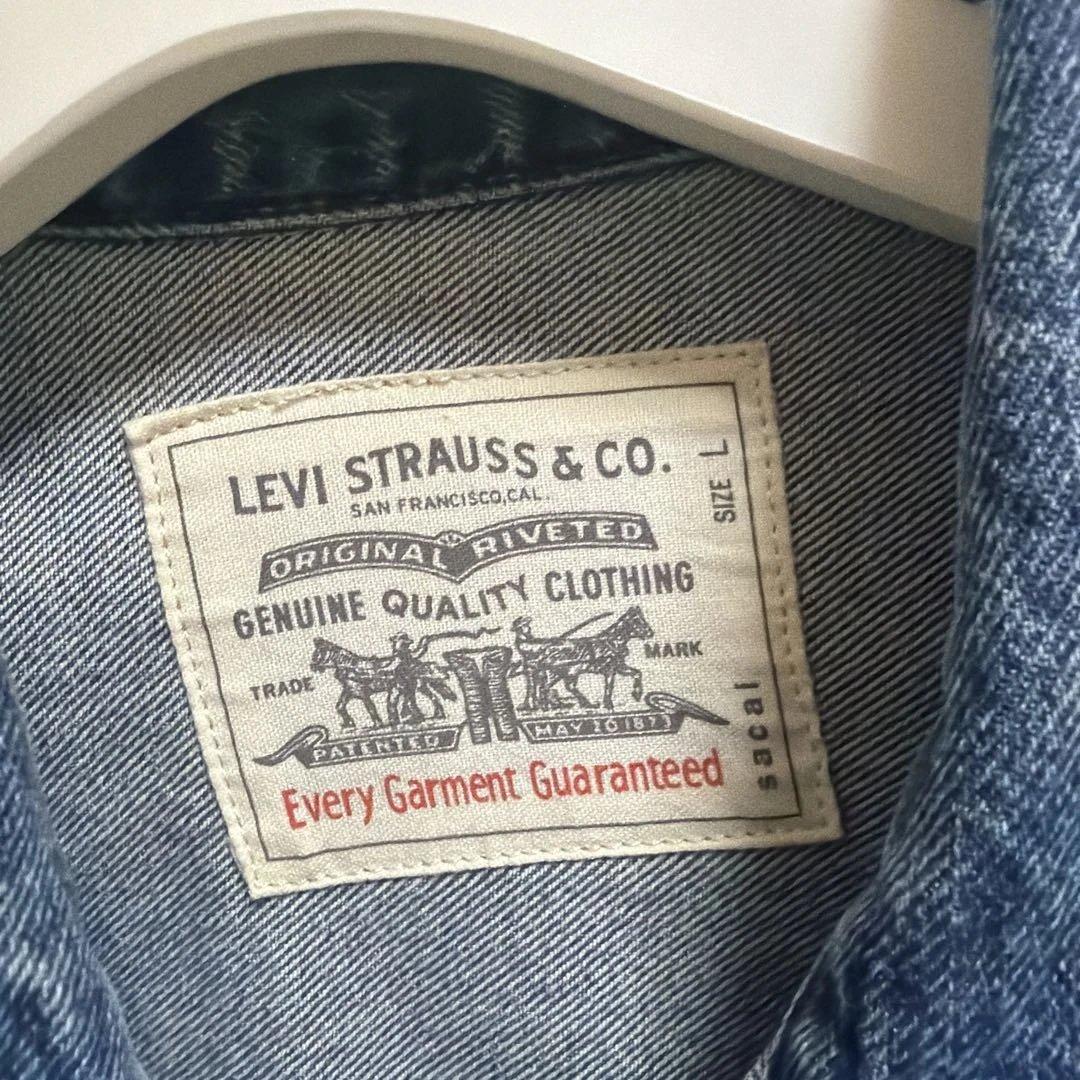 LEVI STRAUSS & CO.
SAN FRANCISCO, CAL.
ORIGINAL RIVETED
GENUINE QUALITY CLOTHING
TRADE MARK
PATENTED MAY 20 1873
Every Garment Guaranteed
SIZE L
sacai